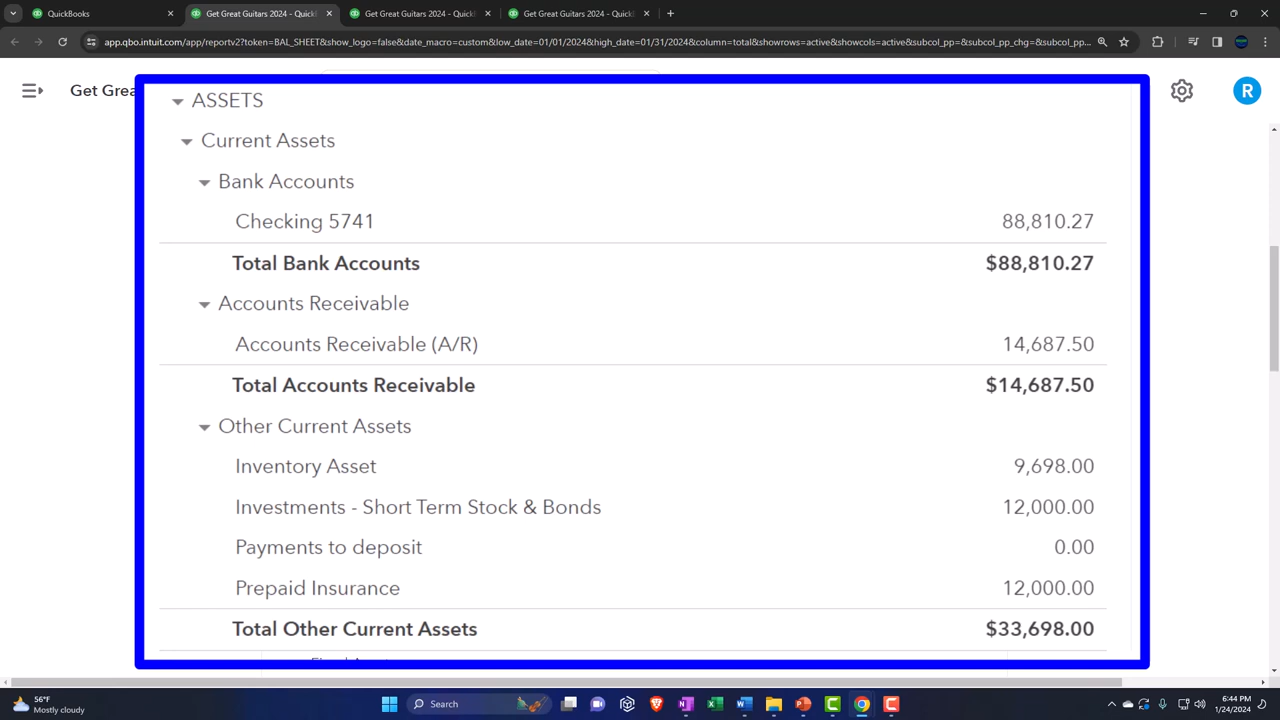 QuickBooks
Get Great Guitars 2024 - QuickB
Get Great Guitars 2024 - QuickB
Get Great Guitars 2024 - QuickB
app.qbo.intuit.com/app/reportv2?token=BAL_SHEET&show_logo=false&date_macro=custom&low_date=01/01/2024&high_date=01/31/2024&column=total&showrows=active&showcols=active&subcol_pp=&subcol_pp_chg=&subcol_pp...
Get Grea
R
ASSETS
Current Assets
Bank Accounts
Checking 5741 88,810.27
Total Bank Accounts $88,810.27
Accounts Receivable
Accounts Receivable (A/R) 14,687.50
Total Accounts Receivable $14,687.50
Other Current Assets
Inventory Asset 9,698.00
Investments - Short Term Stock & Bonds 12,000.00
Payments to deposit 0.00
Prepaid Insurance 12,000.00
Total Other Current Assets $33,698.00
56°F
Mostly cloudy
Search
6:44 PM
1/24/2024